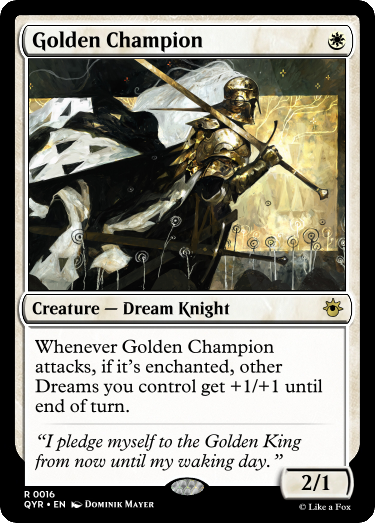 Golden Champion
Creature — Dream Knight
Whenever Golden Champion
attacks, if it's enchanted, other
Dreams you control get +1/+1 until
end of turn.
“I pledge myself to the Golden King
from now until my waking day.”
2/1
R 0016
QYR • EN Dominik Mayer
© Like a Fox